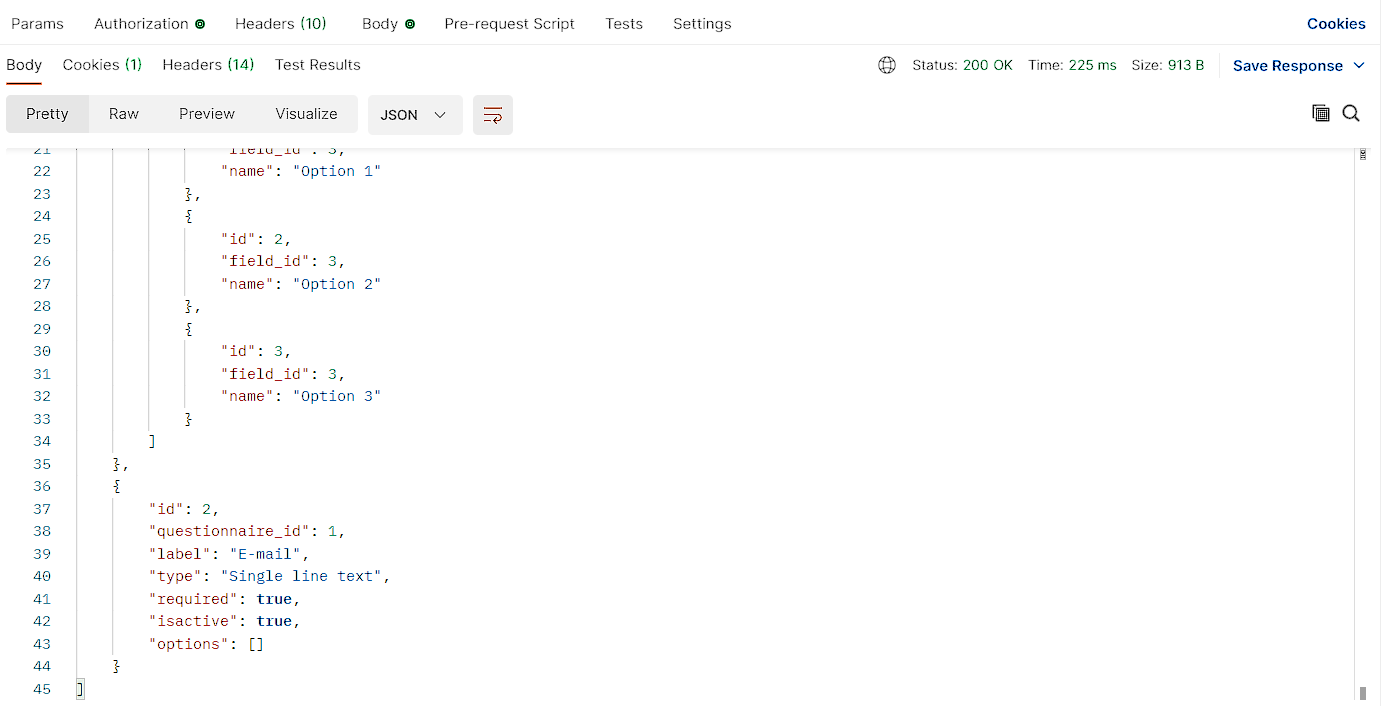 Params Authorization Headers (10) Body Pre-request Script Tests Settings Cookies
Body Cookies (1) Headers (14) Test Results Status: 200 OK Time: 225 ms Size: 913 B Save Response
Pretty Raw Preview Visualize JSON
21 "field_id": 3,
22 "name": "Option 1"
23 },
24 {
25 "id": 2,
26 "field_id": 3,
27 "name": "Option 2"
28 },
29 {
30 "id": 3,
31 "field_id": 3,
32 "name": "Option 3"
33 }
34 ]
35 },
36 {
37 "id": 2,
38 "questionnaire_id": 1,
39 "label": "E-mail",
40 "type": "Single line text",
41 "required": true,
42 "isactive": true,
43 "options": []
44 }
45 ]